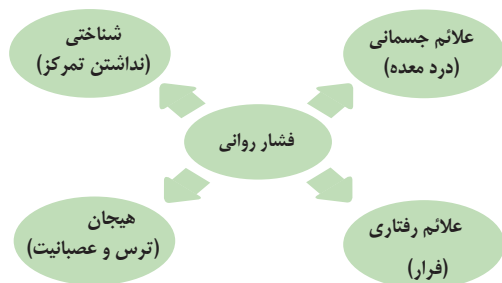 علائم جسمانی
(درد معده)
شناختی
(نداشتن تمرکز)
فشار روانی
علائم رفتاری
(فرار)
هیجان
(ترس و عصبانیت)